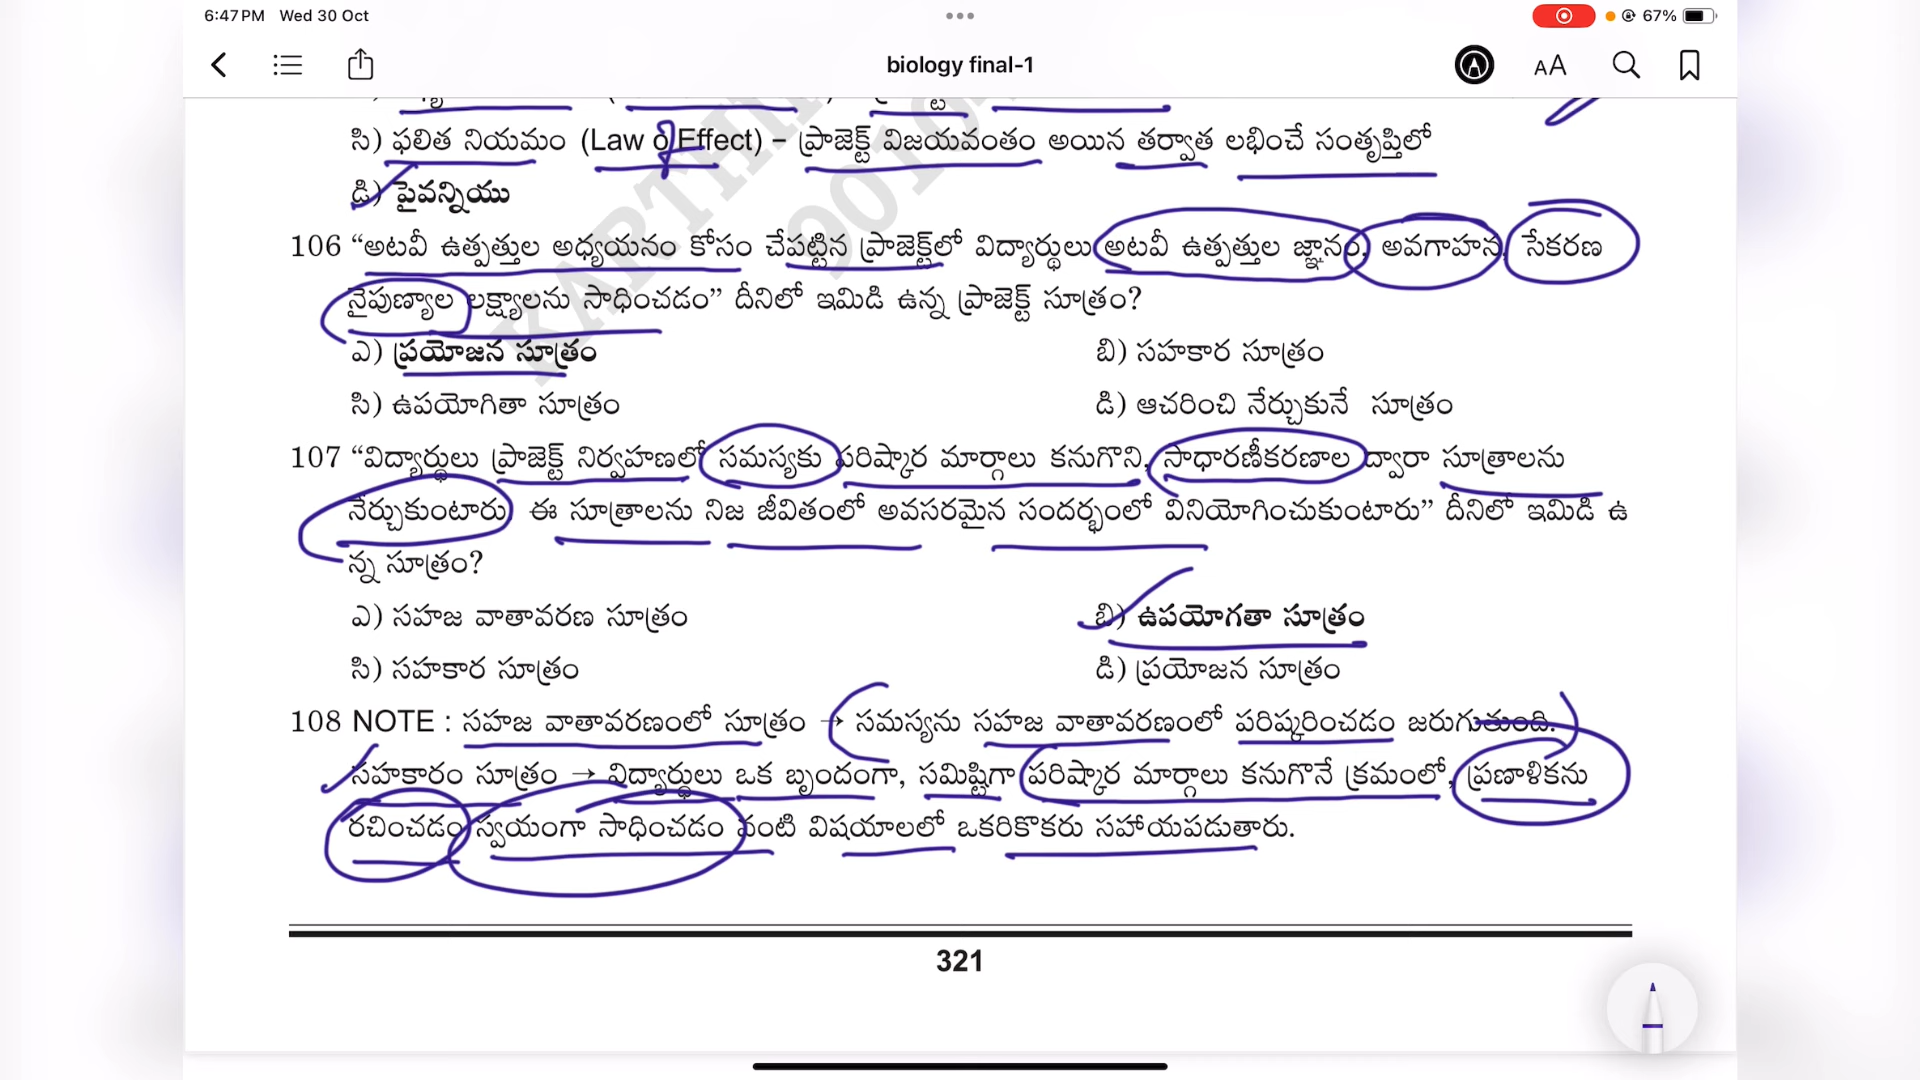 6:47 PM Wed 30 Oct
67%
biology final-1
సి) ఫలిత నియమం (Law of Effect) – ప్రాజెక్ట్ విజయవంతం అయిన తర్వాత లభించే సంతృప్తిలో
డి) పైవన్నియు
106 “అటవీ ఉత్పత్తుల అధ్యయనం కోసం చేపట్టిన ప్రాజెక్ట్‌లో విద్యార్థులు అటవీ ఉత్పత్తుల జ్ఞానం, అవగాహన, సేకరణ
నైపుణ్యాల లక్ష్యాలను సాధించడం” దీనిలో ఇమిడి ఉన్న ప్రాజెక్ట్ సూత్రం?
ఎ) ప్రయోజన సూత్రం బి) సహకార సూత్రం
సి) ఉపయోగితా సూత్రం డి) ఆచరించి నేర్చుకునే సూత్రం
107 “విద్యార్థులు ప్రాజెక్ట్ నిర్వహణలో సమస్యకు పరిష్కార మార్గాలు కనుగొని, సాధారణీకరణాల ద్వారా సూత్రాలను
నేర్చుకుంటారు. ఈ సూత్రాలను నిజ జీవితంలో అవసరమైన సందర్భంలో వినియోగించుకుంటారు” దీనిలో ఇమిడి ఉ
న్న సూత్రం?
ఎ) సహజ వాతావరణ సూత్రం బి) ఉపయోగతా సూత్రం
సి) సహకార సూత్రం డి) ప్రయోజన సూత్రం
108 NOTE : సహజ వాతావరణంలో సూత్రం → సమస్యను సహజ వాతావరణంలో పరిష్కరించడం జరుగుతుంది.
సహకారం సూత్రం → విద్యార్థులు ఒక బృందంగా, సమిష్టిగా పరిష్కార మార్గాలు కనుగొనే క్రమంలో, ప్రణాళికను
రచించడం స్వయంగా సాధించడం వంటి విషయాలలో ఒకరికొకరు సహాయపడుతారు.
321